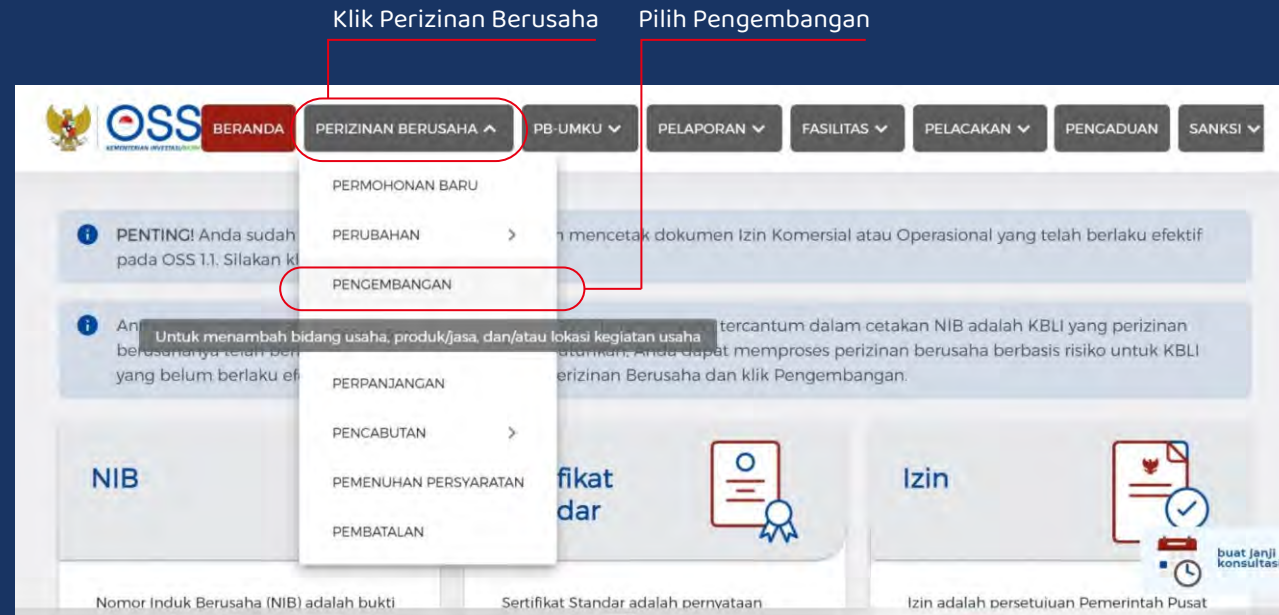 Klik Perizinan Berusaha
Pilih Pengembangan
OSS
BERANDA
PERIZINAN BERUSAHA
PB-UMKU
PELAPORAN
FASILITAS
PELACAKAN
PENGADUAN
SANKSI
PERMOHONAN BARU
PERUBAHAN
PENGEMBANGAN
Untuk menambah bidang usaha, produk/jasa, dan/atau lokasi kegiatan usaha
PERPANJANGAN
PENCABUTAN
PEMENUHAN PERSYARATAN
PEMBATALAN
PENTING! Anda sudah mencetak dokumen Izin Komersial atau Operasional yang telah berlaku efektif
pada OSS 1.1. Silakan
tercantum dalam cetakan NIB adalah KBLI yang perizinan
Anda dapat memproses perizinan berusaha berbasis risiko untuk KBLI
yang belum berlaku Berusaha dan klik Pengembangan.
NIB
fikat
dar
Izin
buat janji
Nomor Induk Berusaha (NIB) adalah bukti
Sertifikat Standar adalah pernyataan
Izin adalah persetujuan Pemerintah Pusat